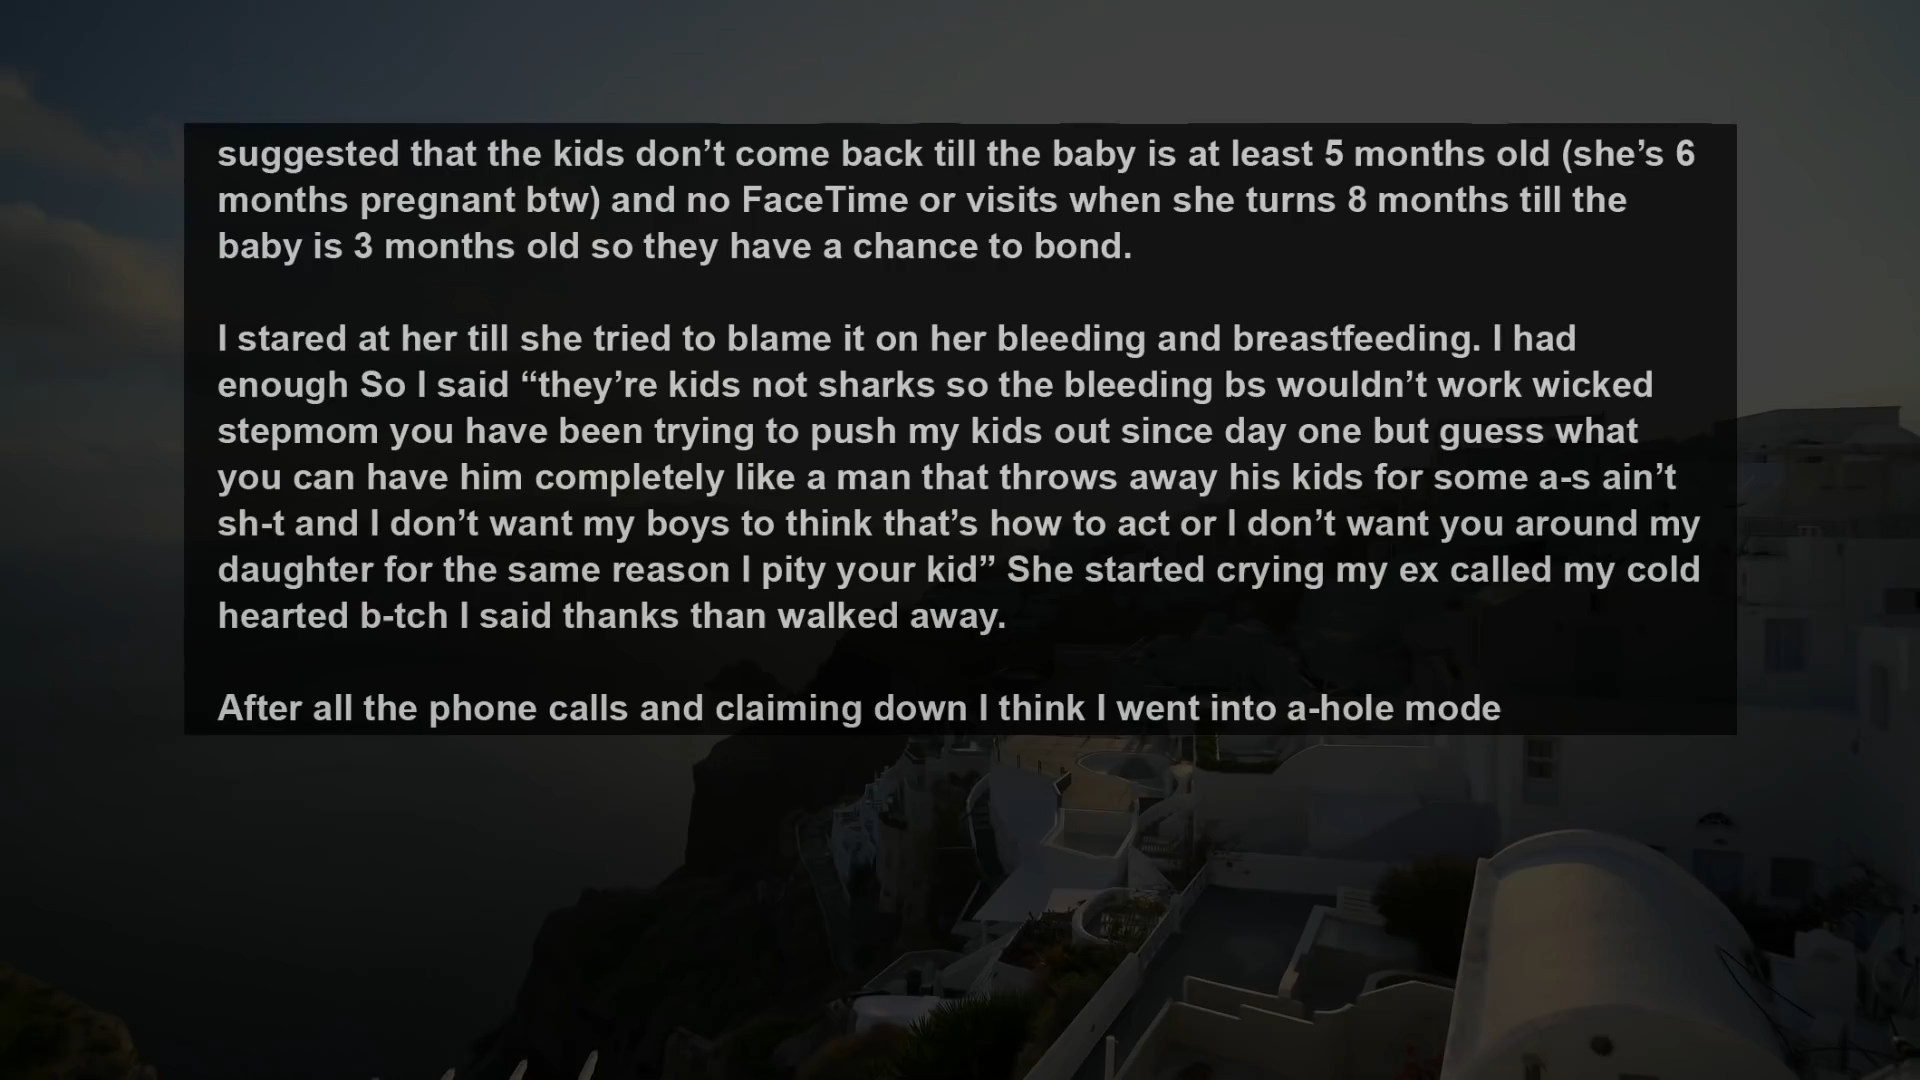 suggested that the kids don’t come back till the baby is at least 5 months old (she’s 6
months pregnant btw) and no FaceTime or visits when she turns 8 months till the
baby is 3 months old so they have a chance to bond.
I stared at her till she tried to blame it on her bleeding and breastfeeding. I had
enough So I said “they’re kids not sharks so the bleeding bs wouldn’t work wicked
stepmom you have been trying to push my kids out since day one but guess what
you can have him completely like a man that throws away his kids for some a-s ain’t
sh-t and I don’t want my boys to think that’s how to act or I don’t want you around my
daughter for the same reason I pity your kid” She started crying my ex called my cold
hearted b-tch I said thanks than walked away.
After all the phone calls and claiming down I think I went into a-hole mode